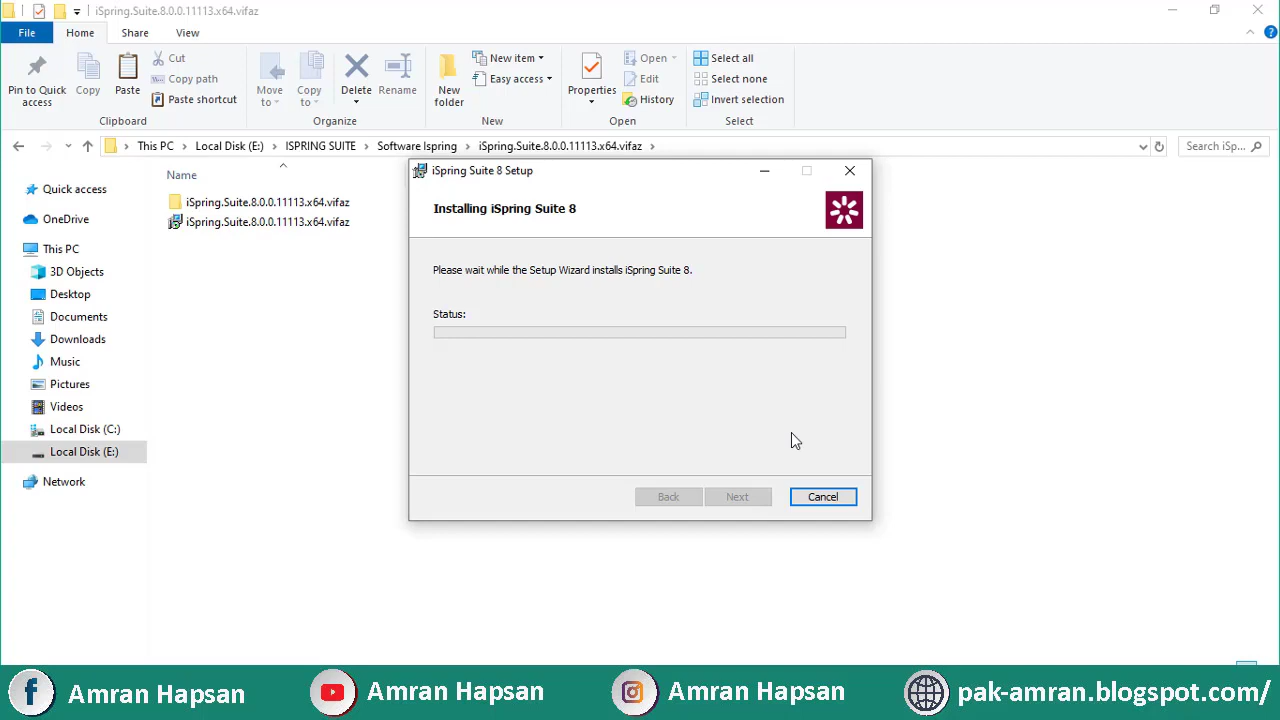 iSpring.Suite.8.0.0.11113.x64.vifaz
File Home Share View
Pin to Quick access
Copy
Paste
Cut
Copy path
Paste shortcut
Clipboard
Move to
Copy to
Delete
Rename
Organize
New folder
New item
Easy access
New
Properties
Open
Edit
History
Open
Select all
Select none
Invert selection
Select
This PC > Local Disk (E:) > ISPRING SUITE > Software Ispring > iSpring.Suite.8.0.0.11113.x64.vifaz >
Search iSp...
Quick access
OneDrive
This PC
3D Objects
Desktop
Documents
Downloads
Music
Pictures
Videos
Local Disk (C:)
Local Disk (E:)
Network
Name
iSpring.Suite.8.0.0.11113.x64.vifaz
iSpring.Suite.8.0.0.11113.x64.vifaz
iSpring Suite 8 Setup
Installing iSpring Suite 8
Please wait while the Setup Wizard installs iSpring Suite 8.
Status:
Back Next Cancel
Amran Hapsan Amran Hapsan Amran Hapsan pak-amran.blogspot.com/